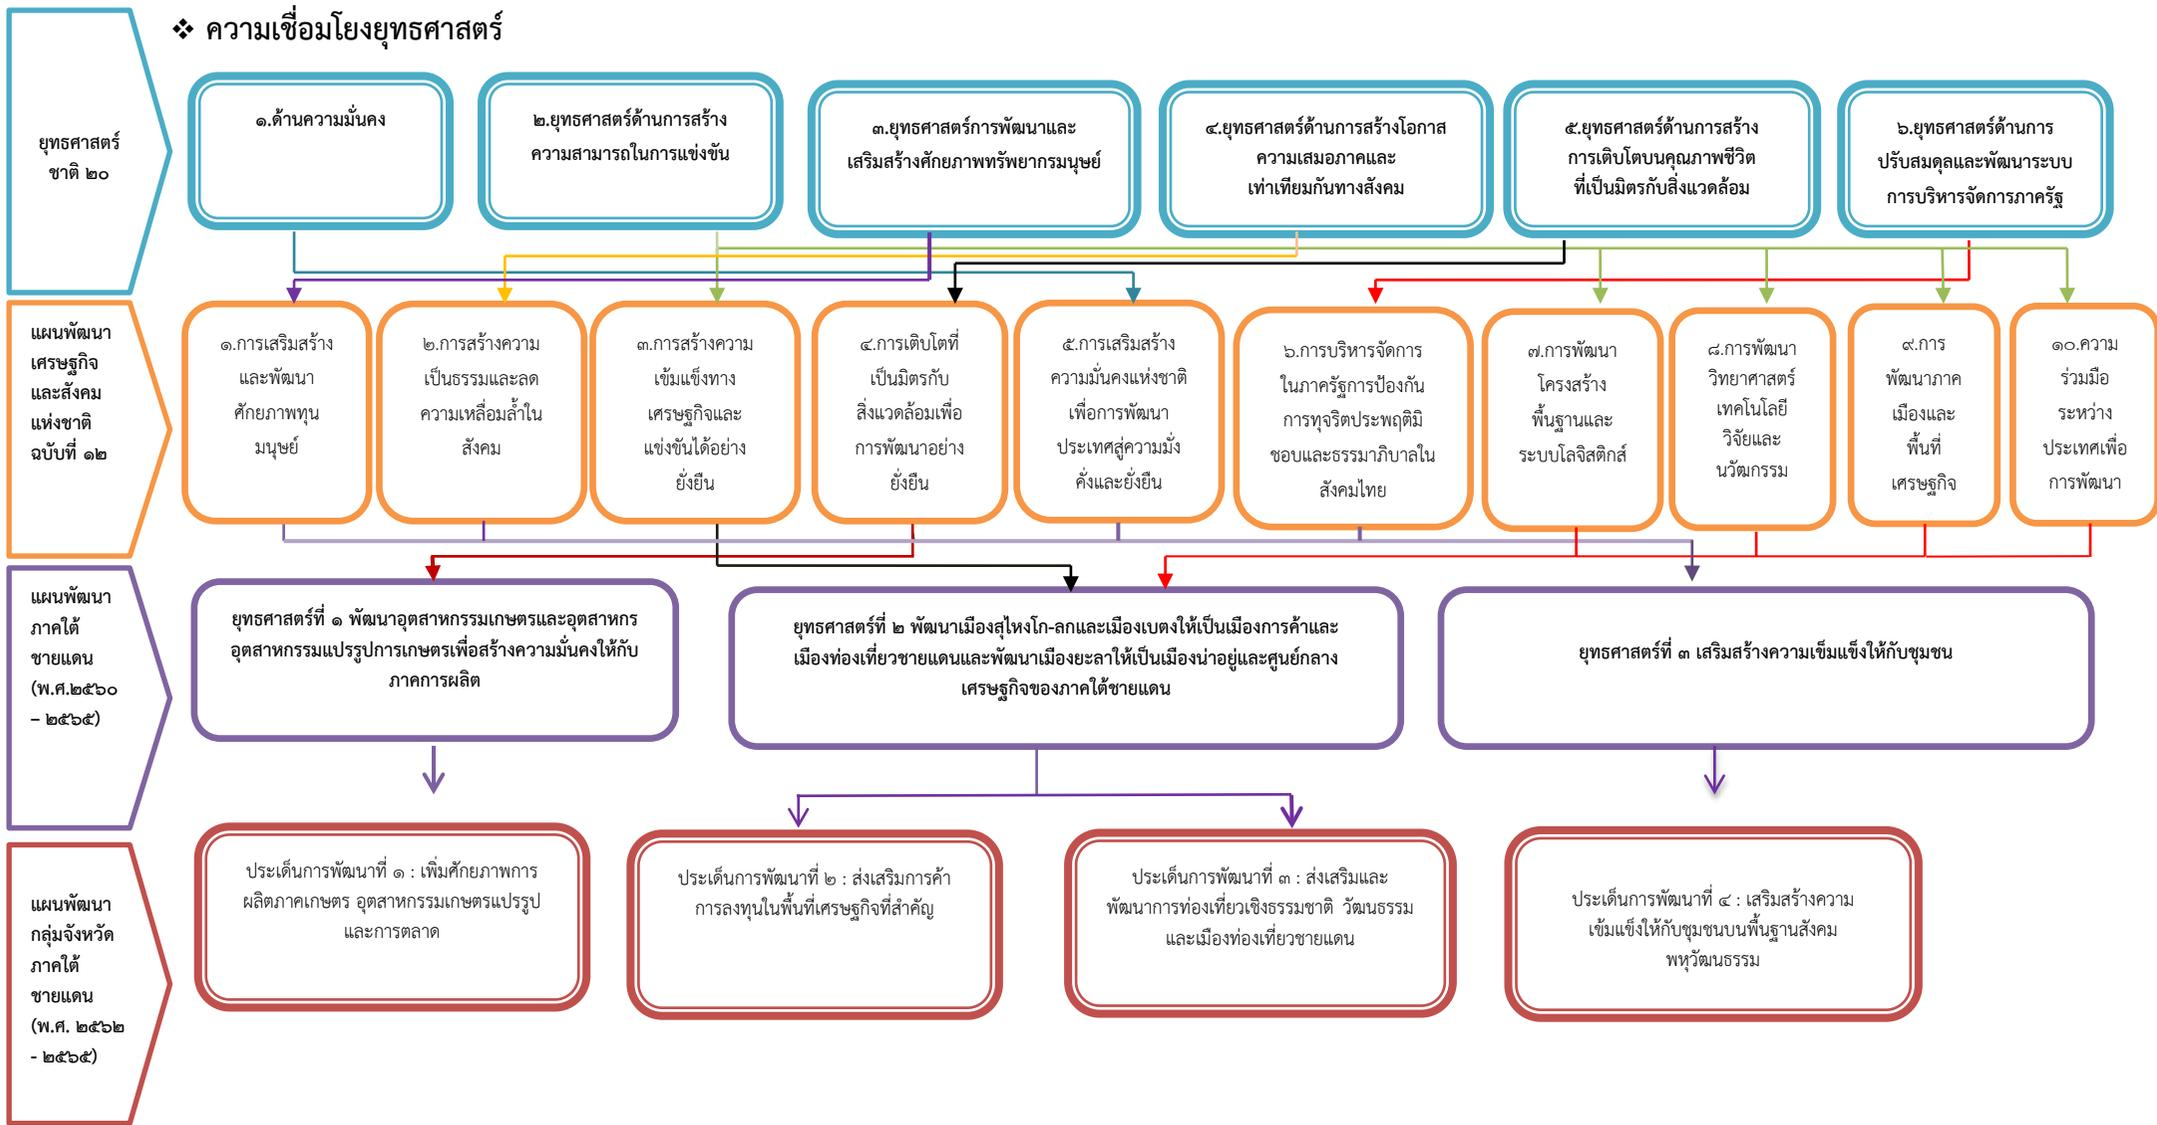 ❖ ความเชื่อมโยงยุทธศาสตร์
ยุทธศาสตร์
ชาติ ๒๐
๑.ด้านความมั่นคง
๒.ยุทธศาสตร์ด้านการสร้าง
ความสามารถในการแข่งขัน
๓.ยุทธศาสตร์การพัฒนาและ
เสริมสร้างศักยภาพทรัพยากรมนุษย์
๔.ยุทธศาสตร์ด้านการสร้างโอกาส
ความเสมอภาคและ
เท่าเทียมกันทางสังคม
๕.ยุทธศาสตร์ด้านการสร้าง
การเติบโตบนคุณภาพชีวิต
ที่เป็นมิตรกับสิ่งแวดล้อม
๖.ยุทธศาสตร์ด้านการ
ปรับสมดุลและพัฒนาระบบ
การบริหารจัดการภาครัฐ
แผนพัฒนา
เศรษฐกิจ
และสังคม
แห่งชาติ
ฉบับที่ ๑๒
๑.การเสริมสร้าง
และพัฒนา
ศักยภาพทุน
มนุษย์
๒.การสร้างความ
เป็นธรรมและลด
ความเหลื่อมล้ำใน
สังคม
๓.การสร้างความ
เข้มแข็งทาง
เศรษฐกิจและ
แข่งขันได้อย่าง
ยั่งยืน
๔.การเติบโตที่
เป็นมิตรกับ
สิ่งแวดล้อมเพื่อ
การพัฒนาอย่าง
ยั่งยืน
๕.การเสริมสร้าง
ความมั่นคงแห่งชาติ
เพื่อการพัฒนา
ประเทศสู่ความมั่ง
คั่งและยั่งยืน
๖.การบริหารจัดการ
ในภาครัฐการป้องกัน
การทุจริตประพฤติมิ
ชอบและธรรมาภิบาลใน
สังคมไทย
๗.การพัฒนา
โครงสร้าง
พื้นฐานและ
ระบบโลจิสติกส์
๘.การพัฒนา
วิทยาศาสตร์
เทคโนโลยี
วิจัยและ
นวัฒกรรม
๙.การ
พัฒนาภาค
เมืองและ
พื้นที่
เศรษฐกิจ
๑๐.ความ
ร่วมมือ
ระหว่าง
ประเทศเพื่อ
การพัฒนา
แผนพัฒนา
ภาคใต้
ชายแดน
(พ.ศ.๒๕๖๐
– ๒๕๖๕)
ยุทธศาสตร์ที่ ๑ พัฒนาอุตสาหกรรมเกษตรและอุตสาหกร
อุตสาหกรรมแปรรูปการเกษตรเพื่อสร้างความมั่นคงให้กับ
ภาคการผลิต
ยุทธศาสตร์ที่ ๒ พัฒนาเมืองสุไหงโก-ลกและเมืองเบตงให้เป็นเมืองการค้าและ
เมืองท่องเที่ยวชายแดนและพัฒนาเมืองยะลาให้เป็นเมืองน่าอยู่และศูนย์กลาง
เศรษฐกิจของภาคใต้ชายแดน
ยุทธศาสตร์ที่ ๓ เสริมสร้างความเข็มแข็งให้กับชุมชน
แผนพัฒนา
กลุ่มจังหวัด
ภาคใต้
ชายแดน
(พ.ศ. ๒๕๖๒
- ๒๕๖๕)
ประเด็นการพัฒนาที่ ๑ : เพิ่มศักยภาพการ
ผลิตภาคเกษตร อุตสาหกรรมเกษตรแปรรูป
และการตลาด
ประเด็นการพัฒนาที่ ๒ : ส่งเสริมการค้า
การลงทุนในพื้นที่เศรษฐกิจที่สำคัญ
ประเด็นการพัฒนาที่ ๓ : ส่งเสริมและ
พัฒนาการท่องเที่ยวเชิงธรรมชาติ วัฒนธรรม
และเมืองท่องเที่ยวชายแดน
ประเด็นการพัฒนาที่ ๔ : เสริมสร้างความ
เข้มแข็งให้กับชุมชนบนพื้นฐานสังคม
พหุวัฒนธรรม